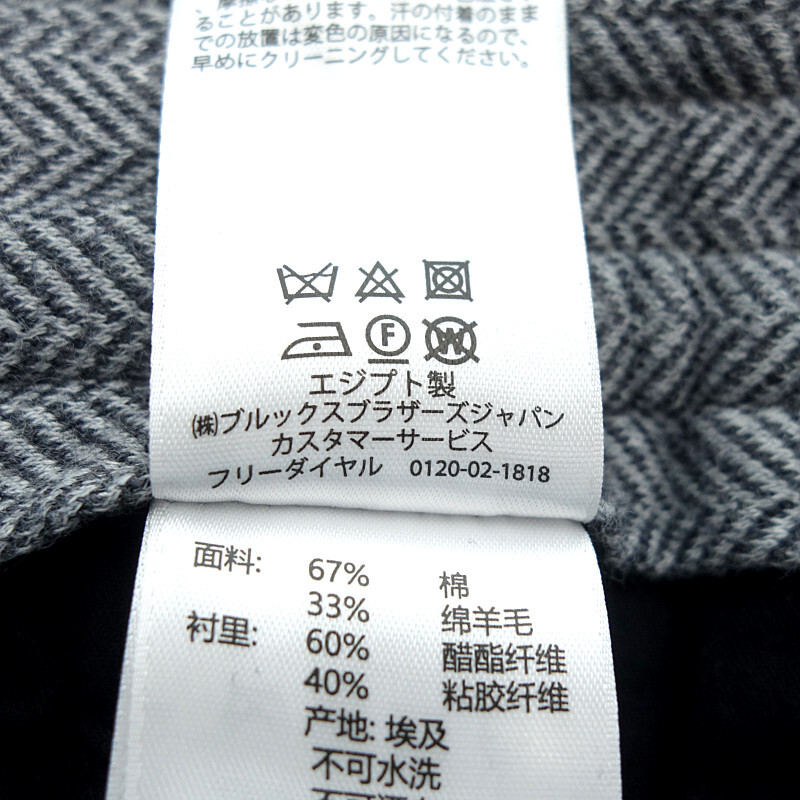 ることがあります。汗の付着のまま
での放置は変色の原因になるので、
早めにクリーニングしてください。
F
W
エジプト製
(株)ブルックスブラザーズジャパン
カスタマーサービス
フリーダイヤル 0120-02-1818
面料: 67% 棉
33% 绵羊毛
衬里: 60% 醋酯纤维
40% 粘胶纤维
产地: 埃及
不可水洗